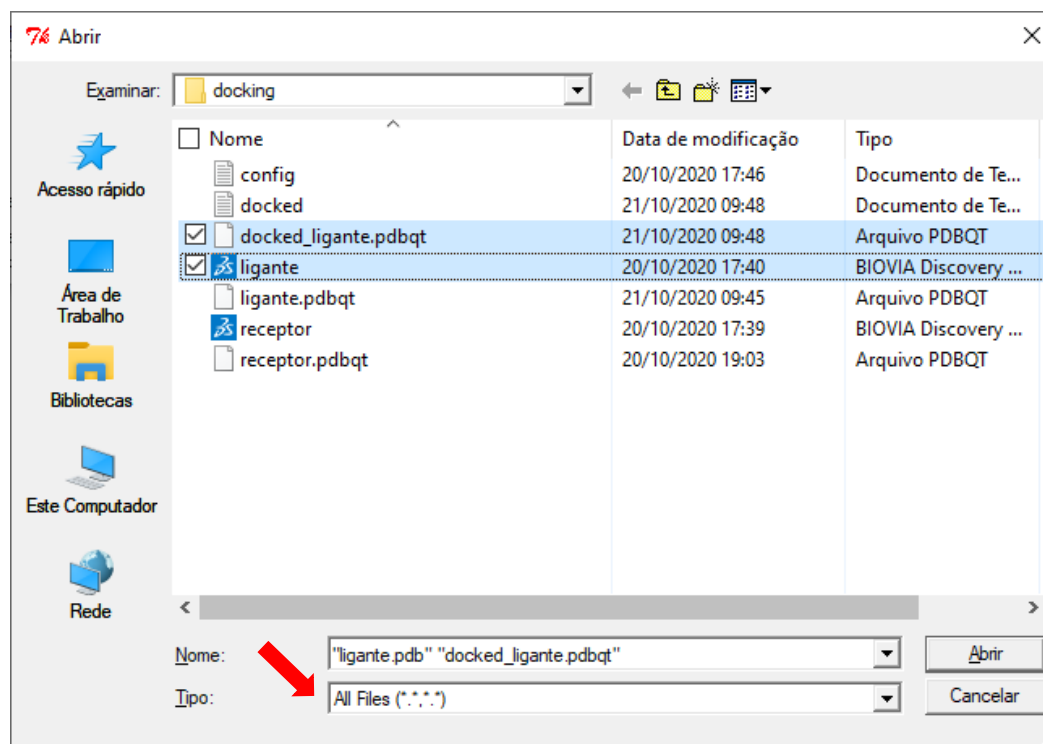 Abrir
Examinar: docking
Nome Data de modificação Tipo
config 20/10/2020 17:46 Documento de Te...
docked 21/10/2020 09:48 Documento de Te...
docked_ligante.pdbqt 21/10/2020 09:48 Arquivo PDBQT
ligante 20/10/2020 17:40 BIOVIA Discovery ...
ligante.pdbqt 21/10/2020 09:45 Arquivo PDBQT
receptor 20/10/2020 17:39 BIOVIA Discovery ...
receptor.pdbqt 20/10/2020 19:03 Arquivo PDBQT
Acesso rápido
Área de
Trabalho
Bibliotecas
Este Computador
Rede
Nome: "ligante.pdb" "docked_ligante.pdbqt" Abrir
Tipo: All Files (*.*,*.*) Cancelar